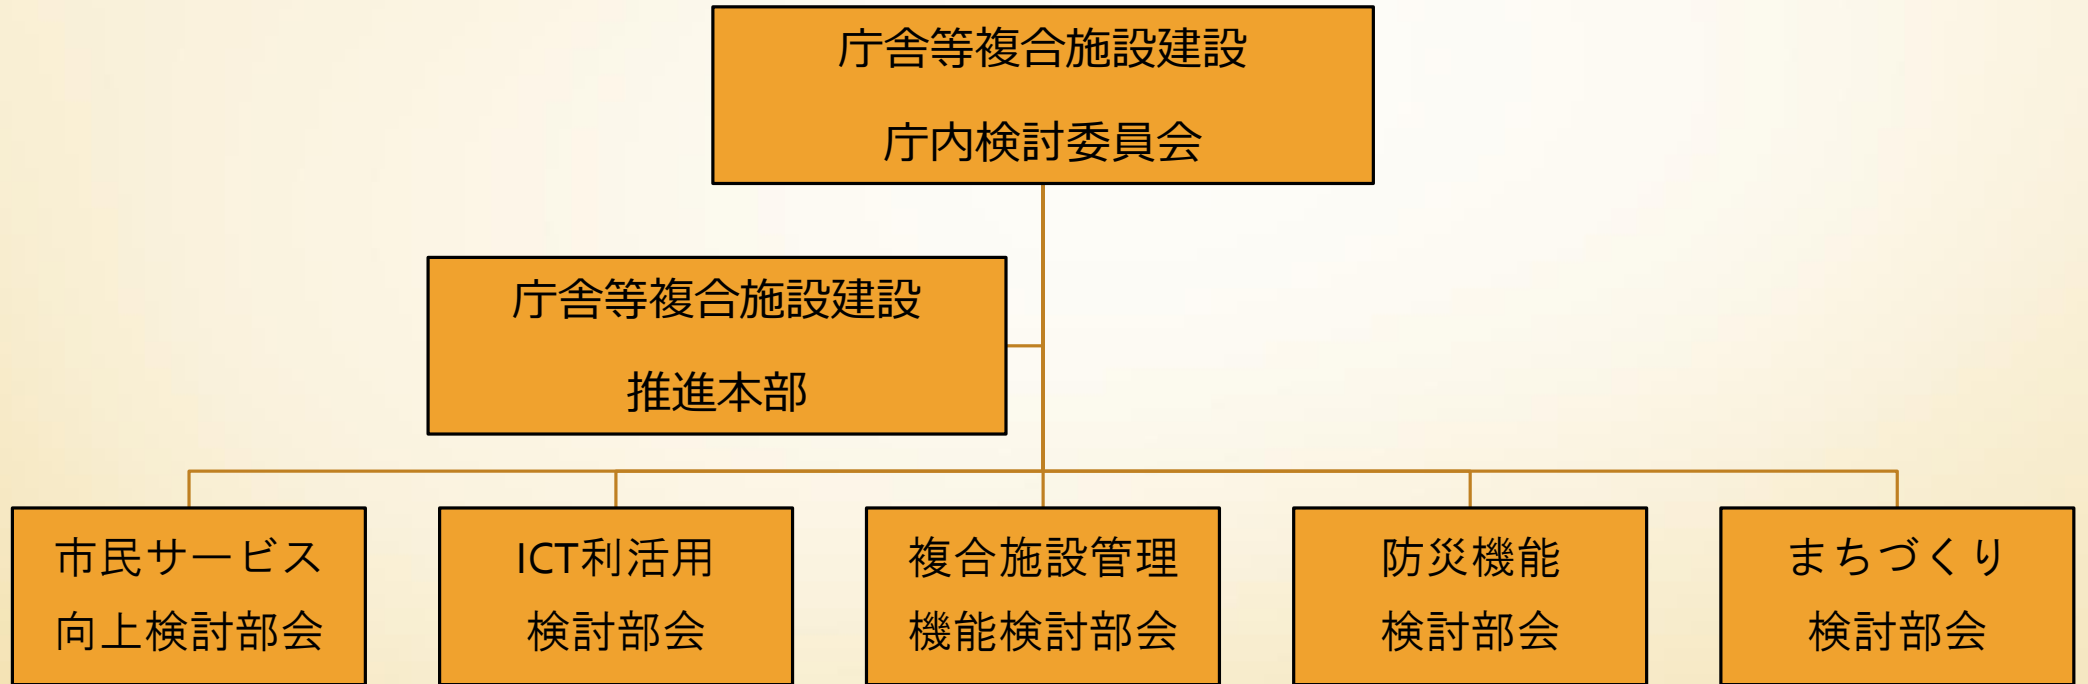 庁舎等複合施設建設
庁内検討委員会
庁舎等複合施設建設
推進本部
市民サービス
向上検討部会
ICT利活用
検討部会
複合施設管理
機能検討部会
防災機能
検討部会
まちづくり
検討部会